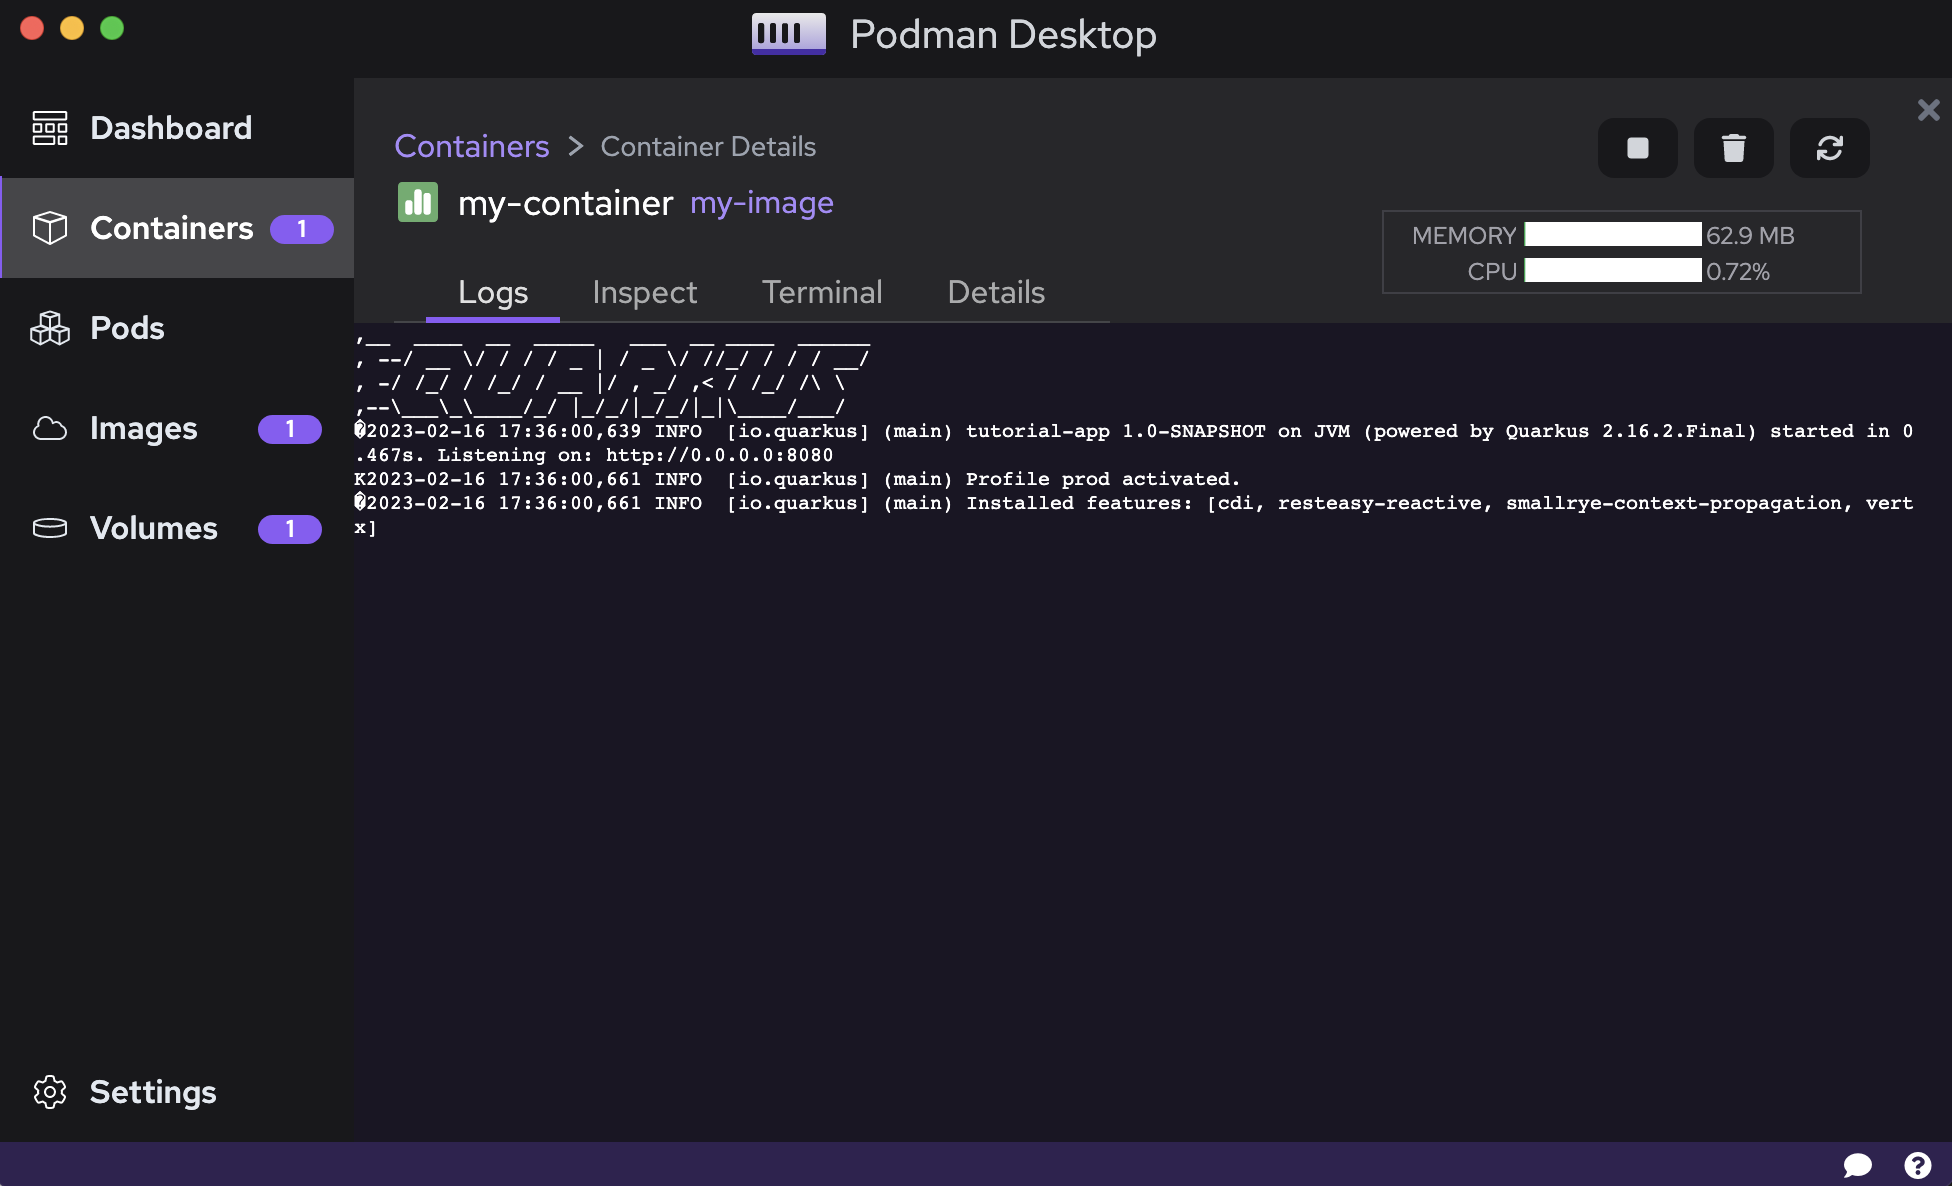 Podman Desktop
Dashboard
Containers 1
Pods
Images 1
Volumes 1
Settings
Containers > Container Details
my-container my-image
MEMORY 62.9 MB
CPU 0.72%
Logs Inspect Terminal Details
,__  ____  __  _____   ___  __ ____  ______
, --/ __ \/ / / / _ | / _ \/ //_/ / / / __/
, -/ /_/ / /_/ / __ |/ , _/ ,< / /_/ /\ \
,--\___\_\____/_/ |_/_/|_/_/|_|\____/___/
�2023-02-16 17:36:00,639 INFO  [io.quarkus] (main) tutorial-app 1.0-SNAPSHOT on JVM (powered by Quarkus 2.16.2.Final) started in 0
.467s. Listening on: http://0.0.0.0:8080
K2023-02-16 17:36:00,661 INFO  [io.quarkus] (main) Profile prod activated.
�2023-02-16 17:36:00,661 INFO  [io.quarkus] (main) Installed features: [cdi, resteasy-reactive, smallrye-context-propagation, vert
x]